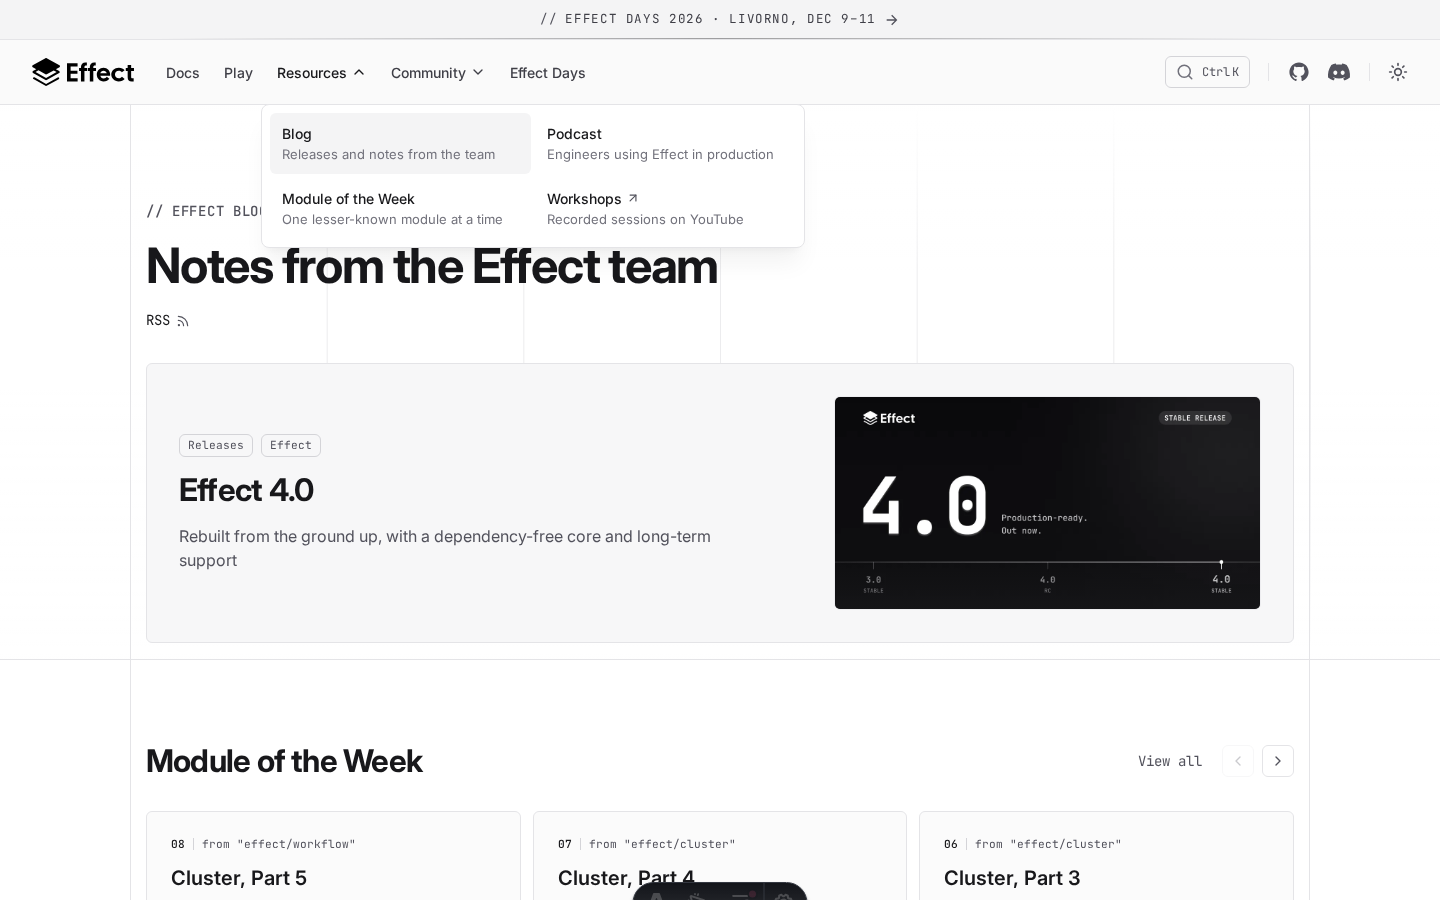 // EFFECT DAYS 2026 · LIVORNO, DEC 9–11 →
Effect
Docs
Play
Resources
Community
Effect Days
Ctrl K
Blog
Releases and notes from the team
Podcast
Engineers using Effect in production
Module of the Week
One lesser-known module at a time
Workshops
Recorded sessions on YouTube
// EFFECT BLO
Notes from the Effect team
RSS
Releases
Effect
Effect 4.0
Rebuilt from the ground up, with a dependency-free core and long-term
support
Effect
STABLE RELEASE
4.0
Production-ready.
Out now.
3.0
STABLE
4.0
RC
4.0
STABLE
Module of the Week
View all
08 from "effect/workflow"
Cluster, Part 5
07 from "effect/cluster"
Cluster, Part 4
06 from "effect/cluster"
Cluster, Part 3